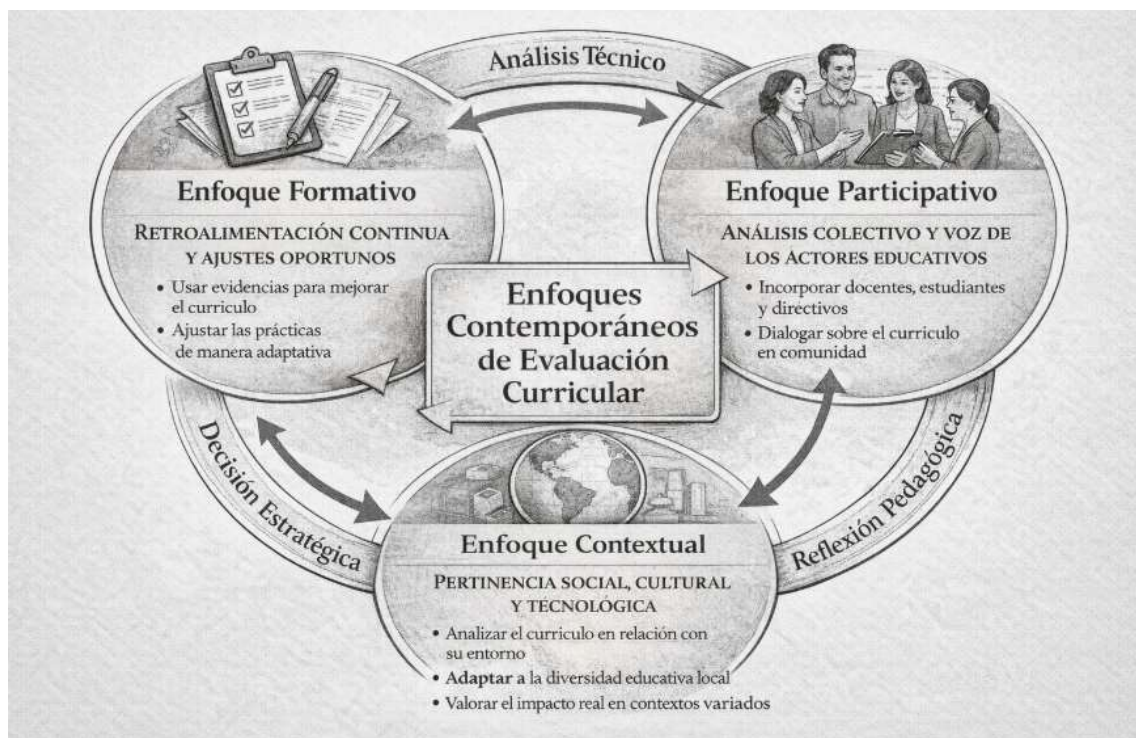 Análisis Técnico
Enfoque Formativo
RETROALIMENTACIÓN CONTINUA
Y AJUSTES OPORTUNOS
• Usar evidencias para mejorar
el curriculo
• Ajustar las prácticas
de manera adaptativa
Enfoque Participativo
ANÁLISIS COLECTIVO Y VOZ DE
LOS ÁCTORES EDUCATIVOS
• Incorporar docentes, estudiantes
y directivos
• Dialogar sobre el curriculo
en comunidad
Enfoques
Contemporáneos
de Evaluación
Curricular
Decisión Estratégica
Reflexión Pedagógica
Enfoque Contextual
PERTINENCIA SOCIAL, CULTURAL
Y TECNOLÓGICA
• Analizar el curriculo en relación con
su entorno
• Adaptar a la diversidad educativa local
• Valorar el impacto real en contextos variados